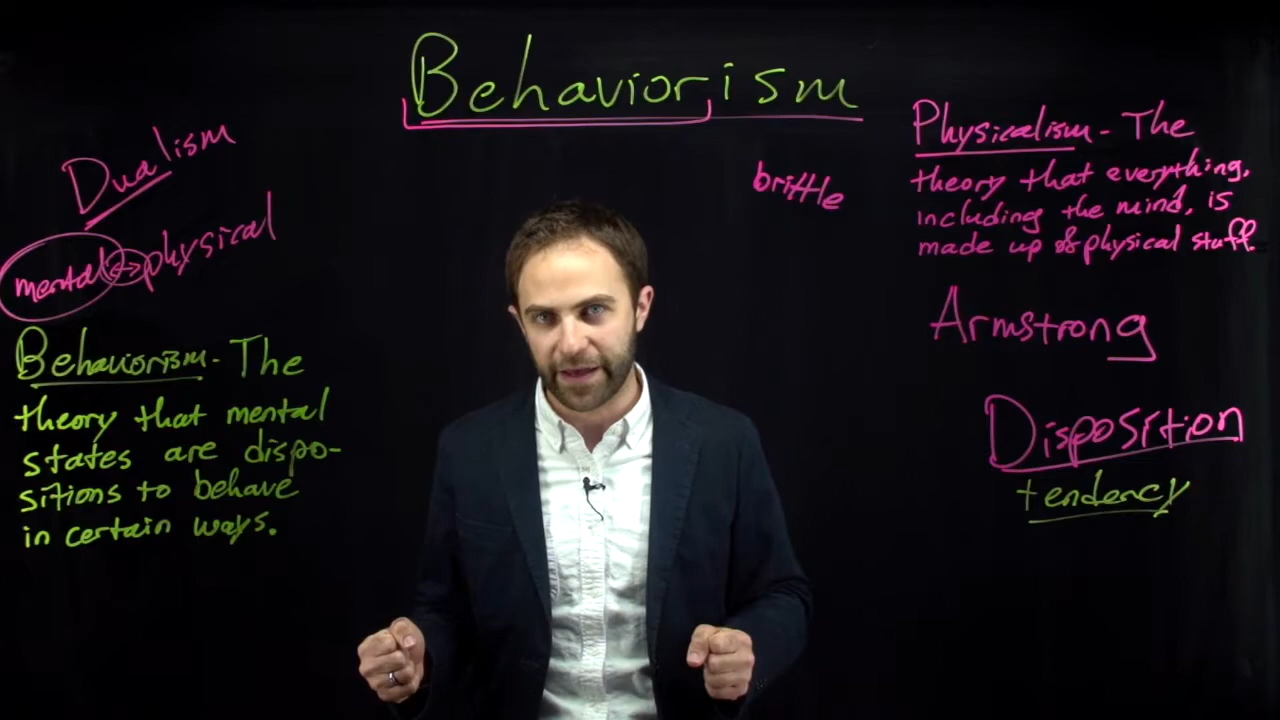 Behaviorism
Dualism
mental ↔ physical
Behaviorism - The
theory that mental
states are dispo-
sitions to behave
in certain ways.
brittle
Physicalism - The
theory that everything,
including the mind, is
made up of physical stuff.
Armstrong
Disposition
tendency